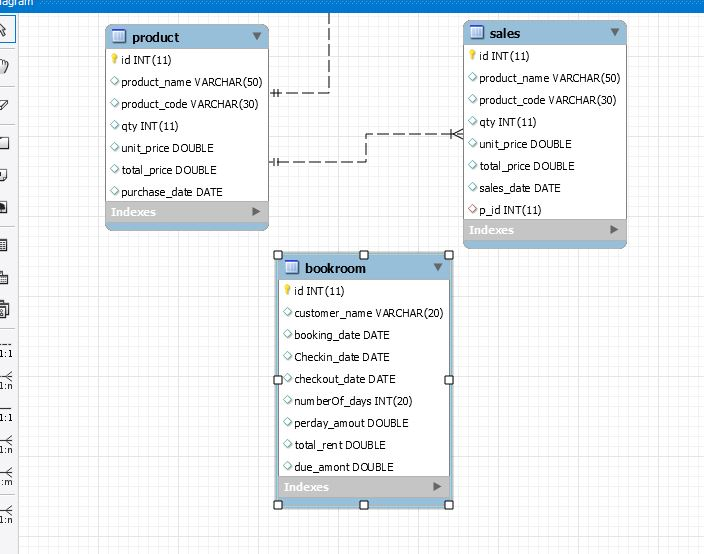 agram
product
id INT(11)
product_name VARCHAR(50)
product_code VARCHAR(30)
qty INT(11)
unit_price DOUBLE
total_price DOUBLE
purchase_date DATE
Indexes
sales
id INT(11)
product_name VARCHAR(50)
product_code VARCHAR(30)
qty INT(11)
unit_price DOUBLE
total_price DOUBLE
sales_date DATE
p_id INT(11)
Indexes
bookroom
id INT(11)
customer_name VARCHAR(20)
booking_date DATE
Checkin_date DATE
checkout_date DATE
numberOf_days INT(20)
perday_amout DOUBLE
total_rent DOUBLE
due_amont DOUBLE
Indexes
1:1
1:n
1:1
1:n
:m
1:n